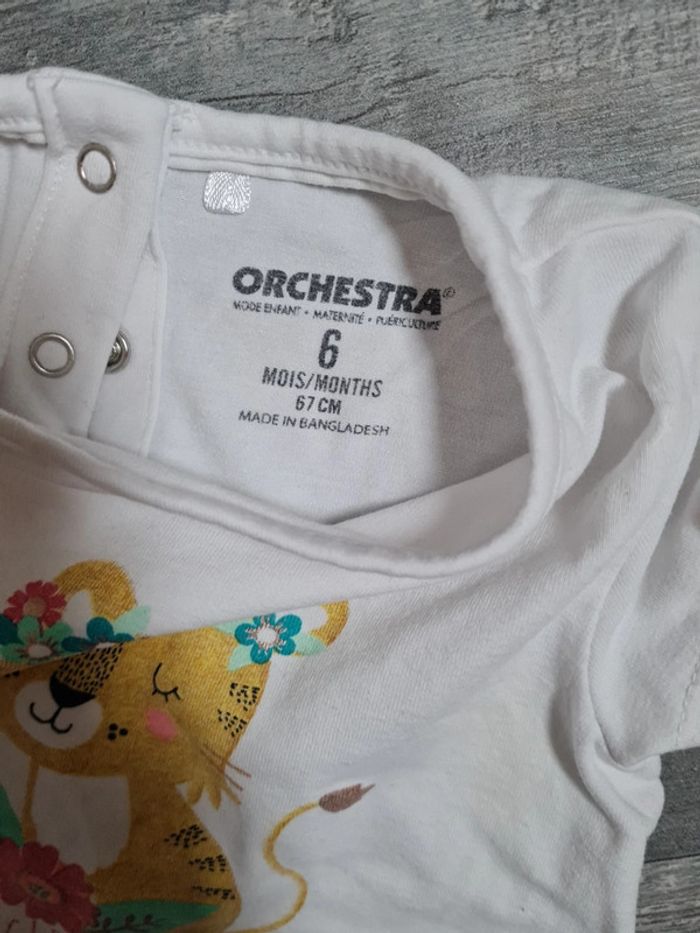 ORCHESTRA®
MODE ENFANT • MATERNITÉ • PUÉRICULTURE
6
MOIS/MONTHS
67 CM
MADE IN BANGLADESH